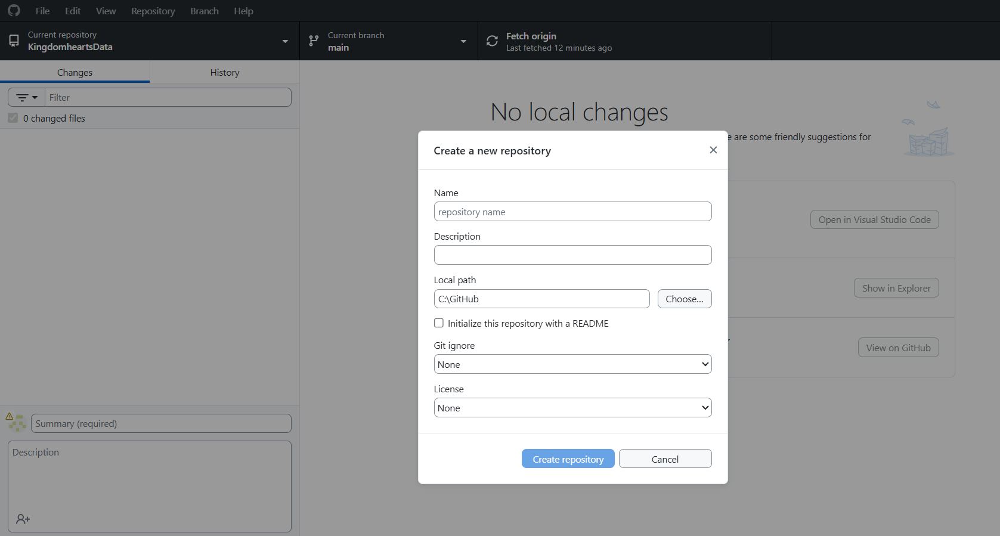 File Edit View Repository Branch Help
Current repository
KingdomheartsData
Current branch
main
Fetch origin
Last fetched 12 minutes ago
Changes
History
Filter
0 changed files
No local changes
e are some friendly suggestions for
Open in Visual Studio Code
Show in Explorer
View on GitHub
Create a new repository
Name
repository name
Description
Local path
C:\GitHub
Choose...
Initialize this repository with a README
Git ignore
None
License
None
Create repository
Cancel
Summary (required)
Description